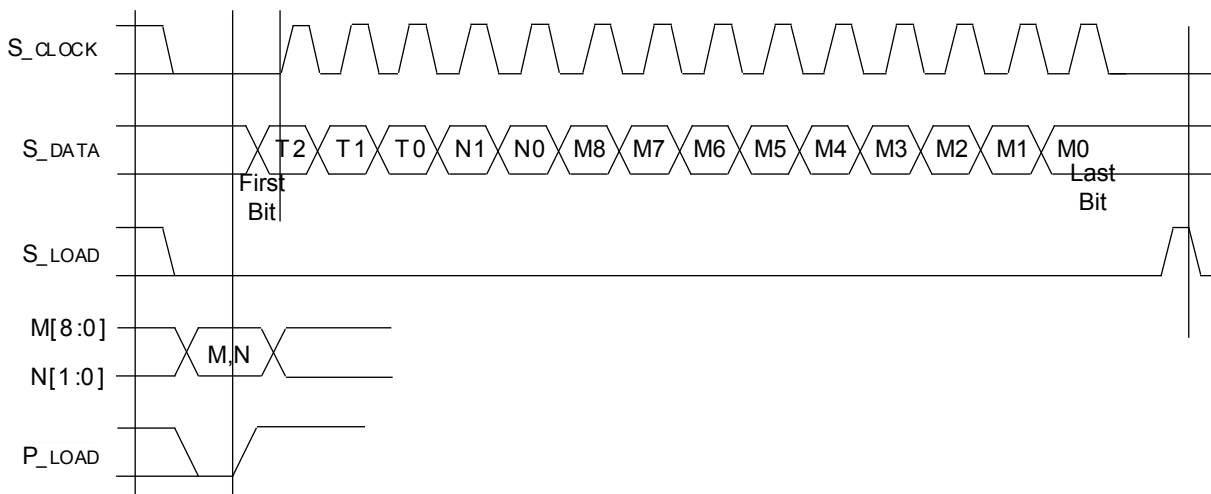 S_CLOCK
S_DATA
T2 T1 T0 N1 N0 M8 M7 M6 M5 M4 M3 M2 M1 M0
First
Bit
Last
Bit
S_LOAD
M[8:0]
M,N
N[1:0]
P_LOAD